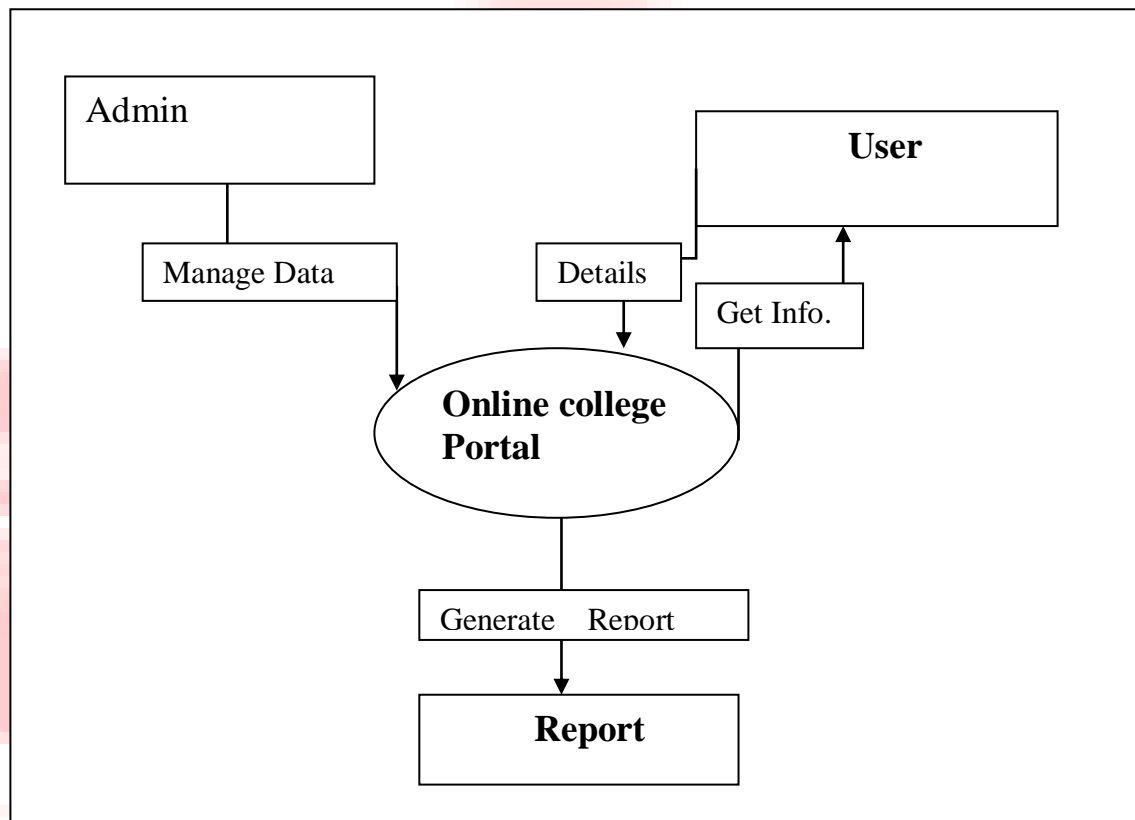 Admin
User
Manage Data
Details
Get Info.
Online college
Portal
Generate Report
Report